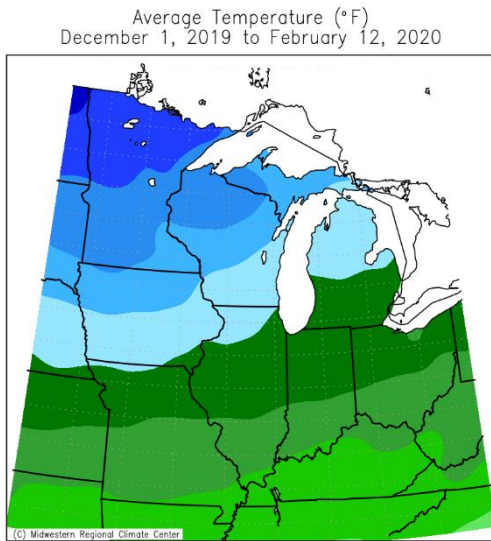 Average Temperature (°F)
December 1, 2019 to February 12, 2020
(C) Midwestern Regional Climate Center